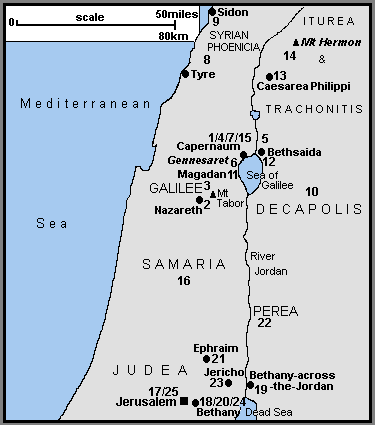 0 scale 50miles
80km
Sidon
9
ITUREA
SYRIAN
PHOENICIA
Mt Hermon
14 &
8
Tyre
13
Caesarea Philippi
Mediterranean
TRACHONITIS
1/4/7/15 5
Capernaum
Bethsaida
Gennesaret 6 12
Magadan 11 Sea of
Galilee
GALILEE 3
Mt
Tabor
10
2
Nazareth
DECAPOLIS
Sea
River
Jordan
SAMARIA
16
PEREA
22
Ephraim
21
JUDEA
Jericho
23
Bethany-across
-the-Jordan
19
17/25
Jerusalem 18/20/24
Bethany Dead Sea